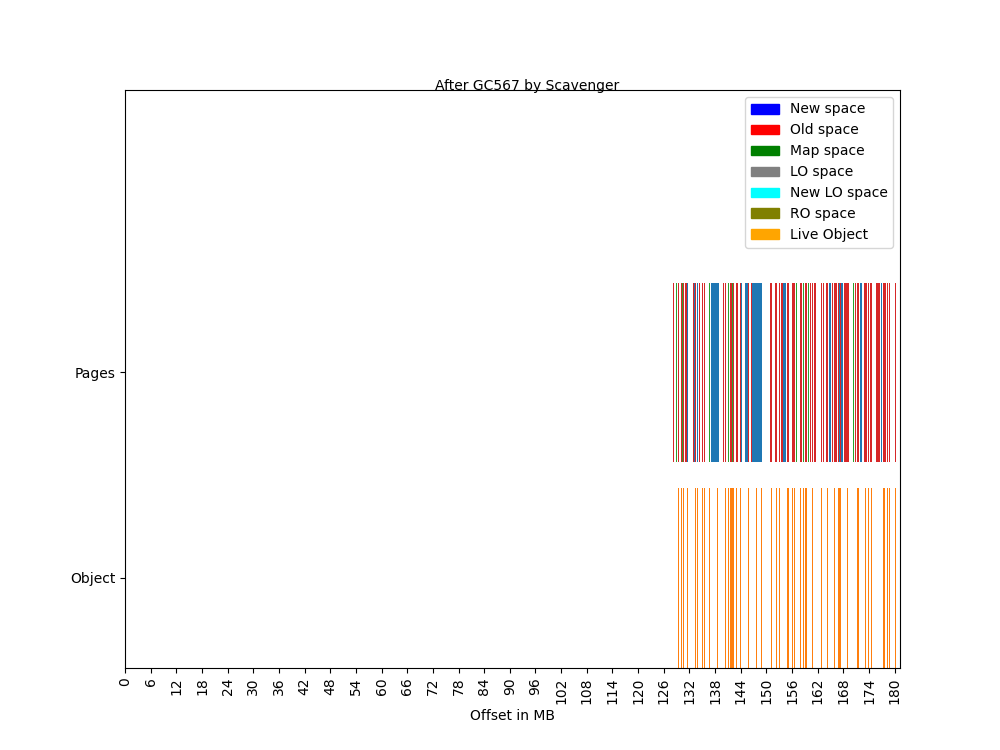 After GC567 by Scavenger
New space
Old space
Map space
LO space
New LO space
RO space
Live Object
Pages
Object
0 6 12 18 24 30 36 42 48 54 60 66 72 78 84 90 96 102 108 114 120 126 132 138 144 150 156 162 168 174 180
Offset in MB